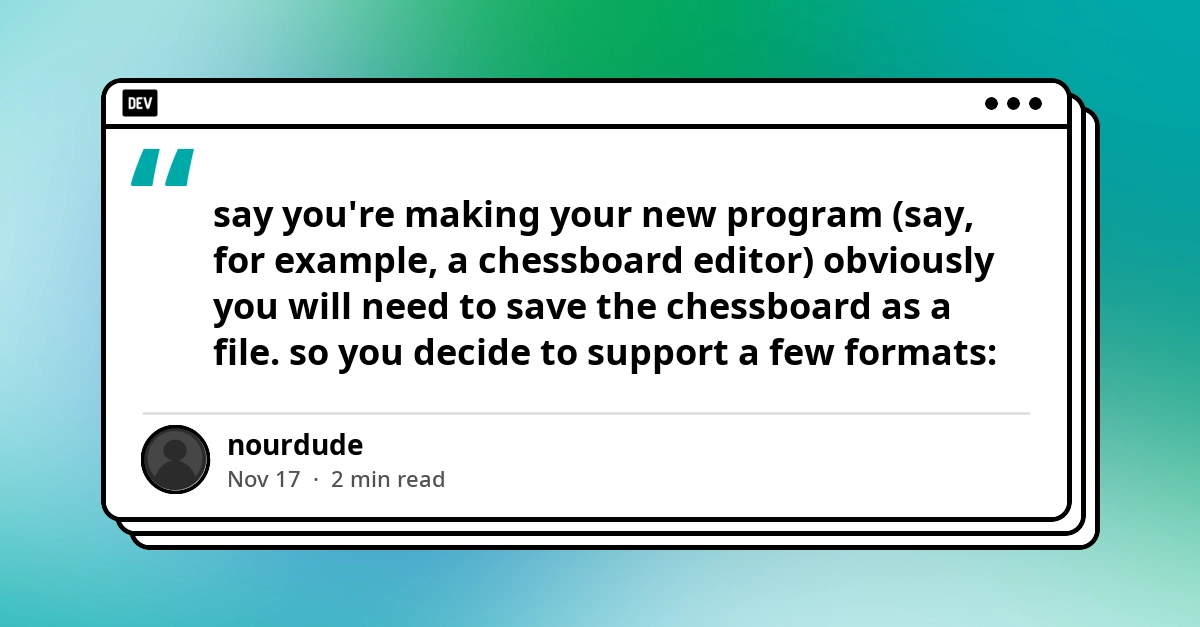 DEV
“
say you're making your new program (say,
for example, a chessboard editor) obviously
you will need to save the chessboard as a
file. so you decide to support a few formats:
nourdude
Nov 17 · 2 min read